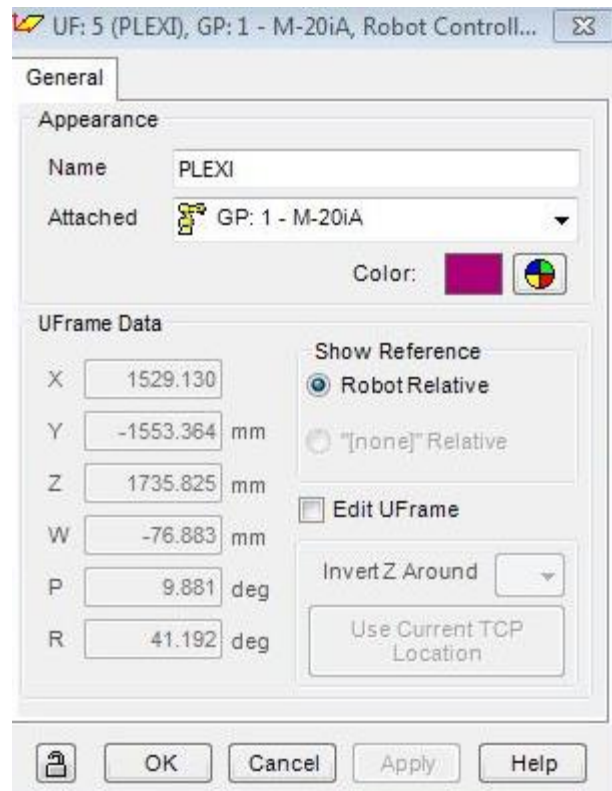 UF: 5 (PLEXI), GP: 1 - M-20iA, Robot Controll...
General
Appearance
Name PLEXI
Attached GP: 1 - M-20iA
Color:
UFrame Data
X 1529.130
Y -1553.364 mm
Z 1735.825 mm
W -76.883 mm
P 9.881 deg
R 41.192 deg
Show Reference
Robot Relative
"[none]" Relative
Edit UFrame
Invert Z Around
Use Current TCP
Location
OK Cancel Apply Help